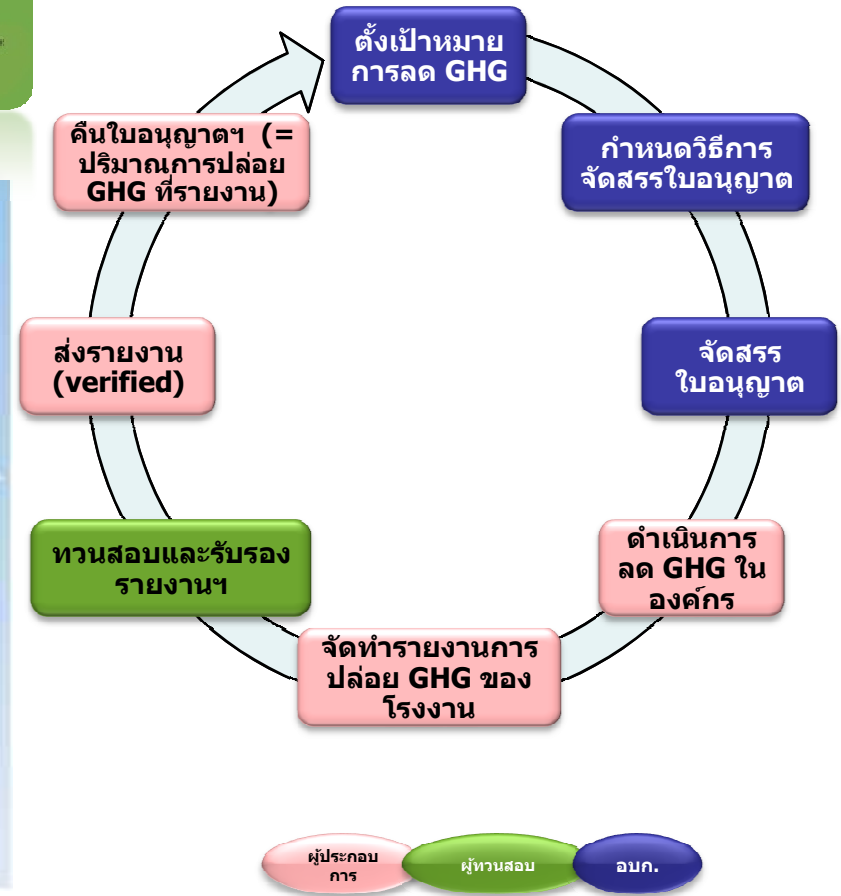 ตั้งเป้าหมาย
การลด GHG
กำหนดวิธีการ
จัดสรรใบอนุญาต
จัดสรร
ใบอนุญาต
ดำเนินการ
ลด GHG ใน
องค์กร
จัดทำรายงานการ
ปล่อย GHG ของ
โรงงาน
ทวนสอบและรับรอง
รายงานฯ
ส่งรายงาน
(verified)
คืนใบอนุญาตฯ (=
ปริมาณการปล่อย
GHG ที่รายงาน)
ผู้ประกอบ
การ
ผู้ทวนสอบ
อบก.